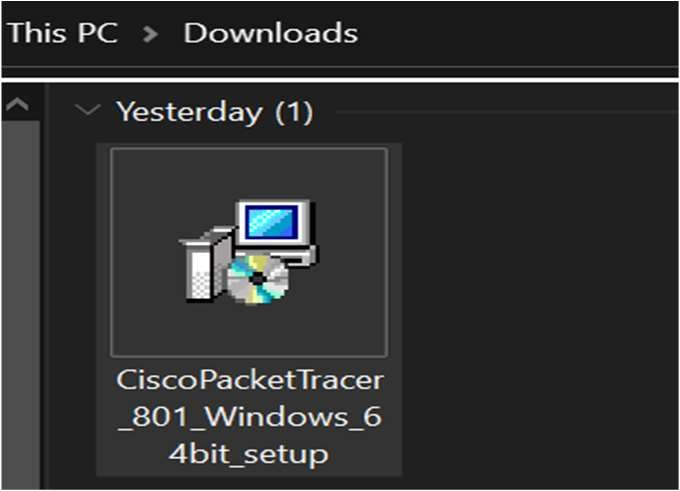 This PC > Downloads
Yesterday (1)
CiscoPacketTracer
_801_Windows_6
4bit_setup